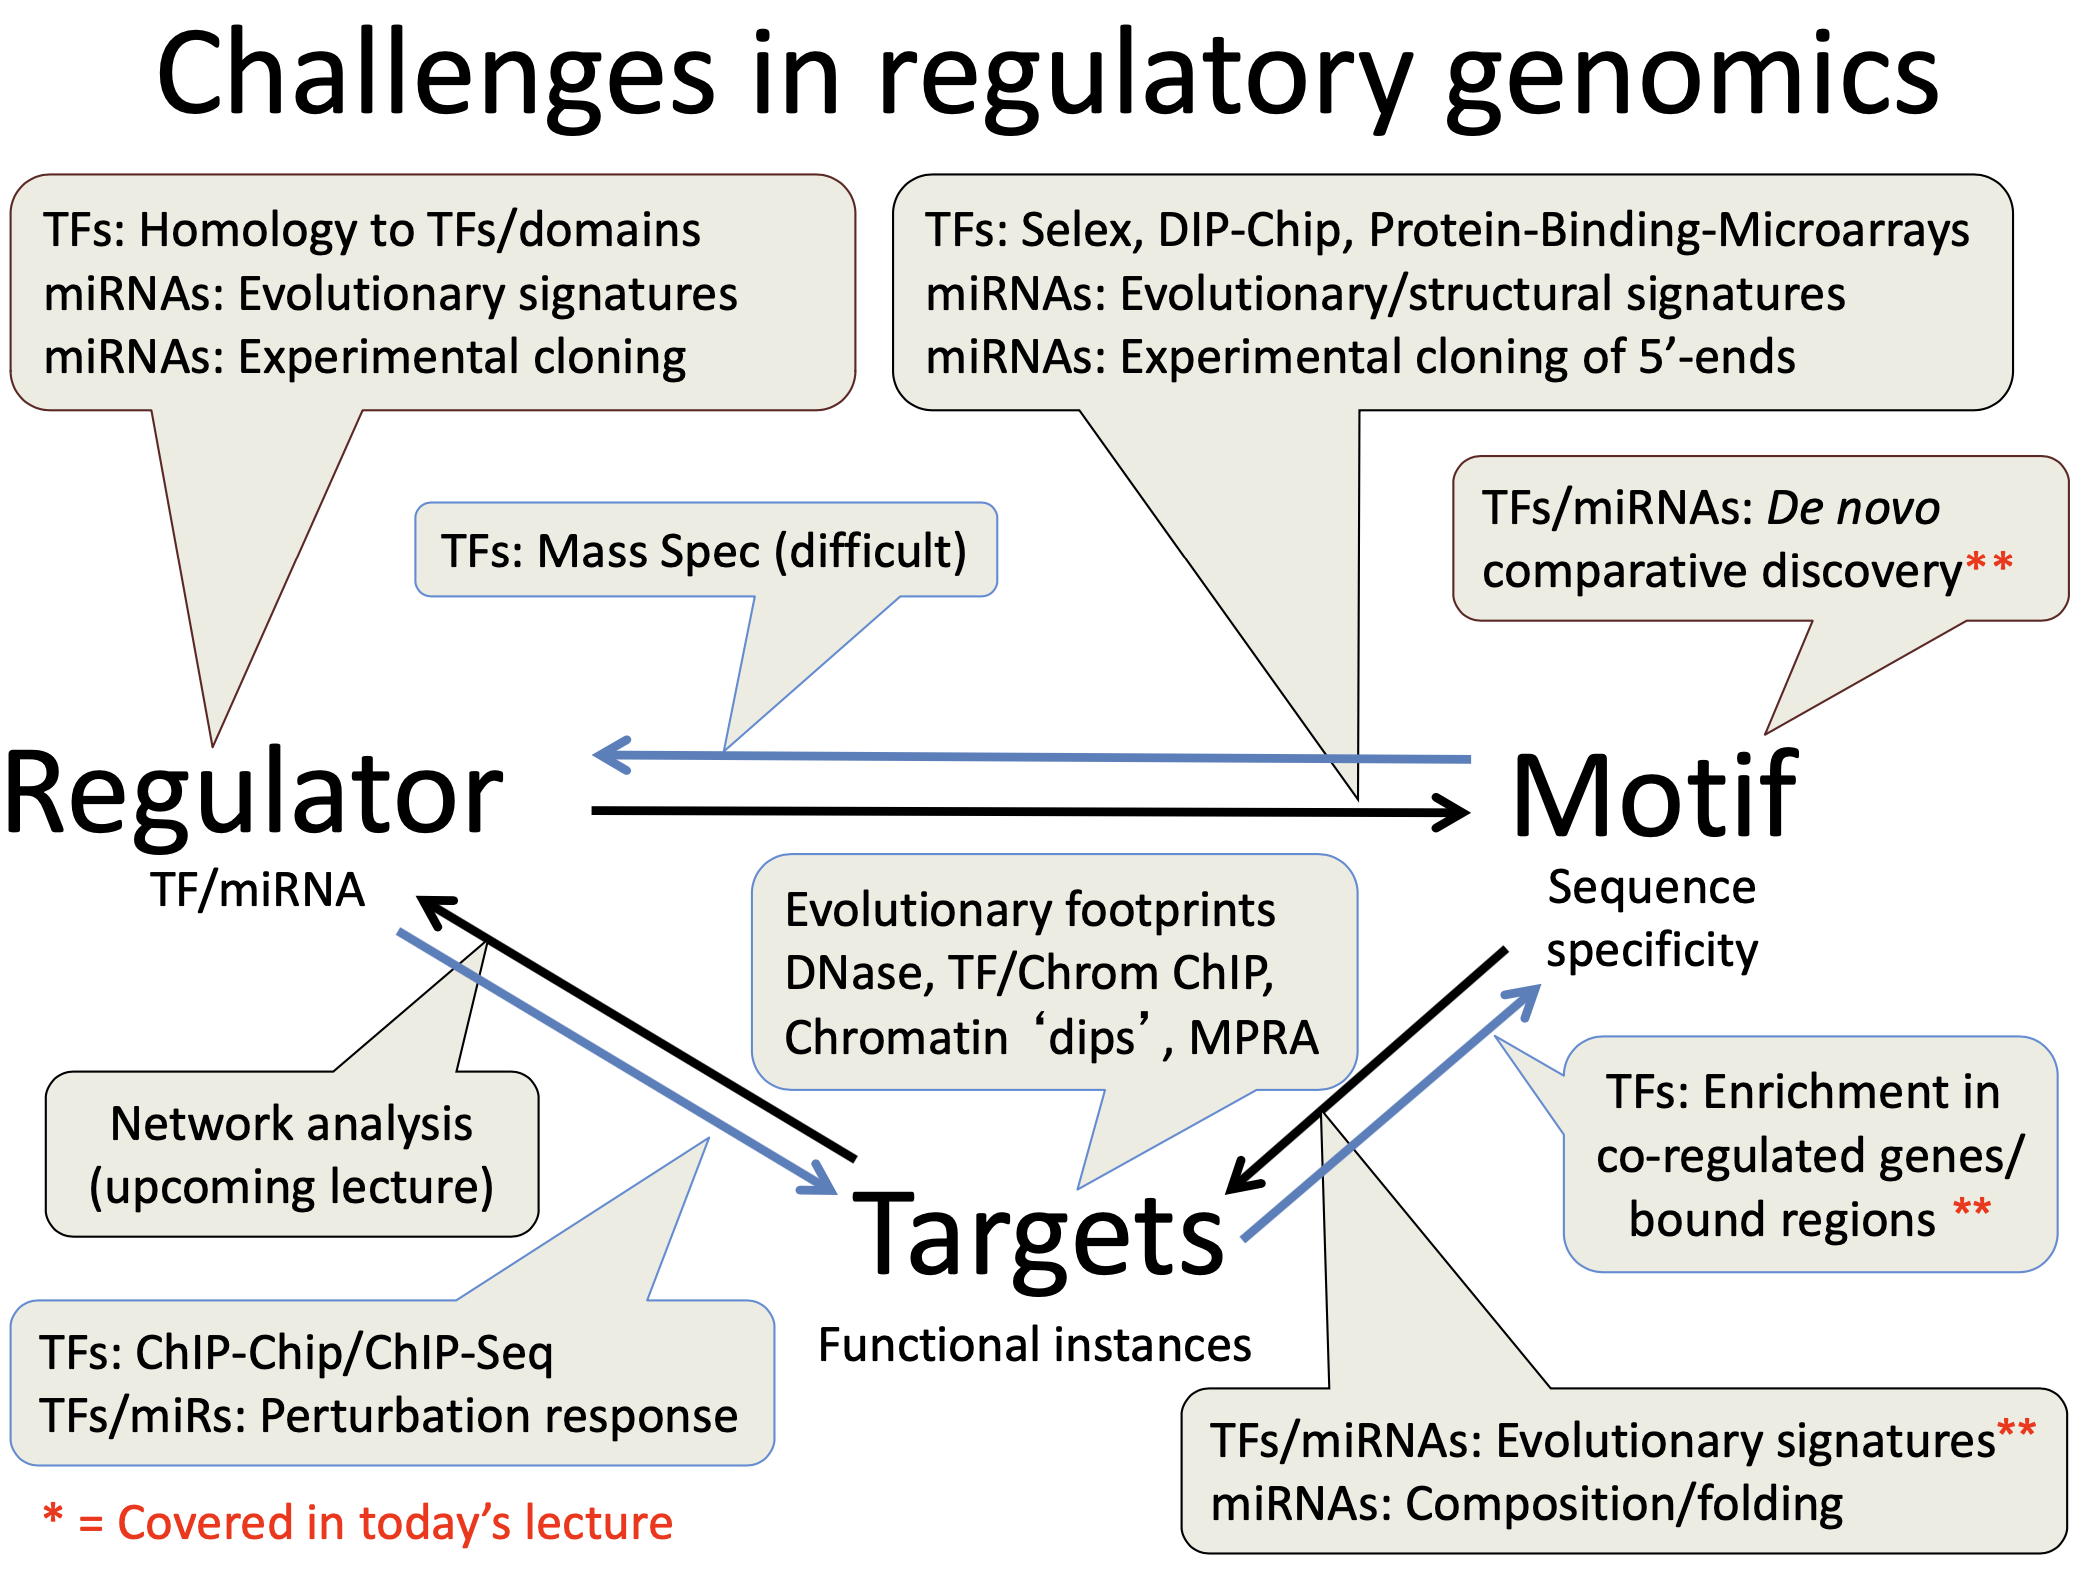 Challenges in regulatory genomics
TFs: Homology to TFs/domains
miRNAs: Evolutionary signatures
miRNAs: Experimental cloning
TFs: Selex, DIP-Chip, Protein-Binding-Microarrays
miRNAs: Evolutionary/structural signatures
miRNAs: Experimental cloning of 5’-ends
TFs: Mass Spec (difficult)
TFs/miRNAs: De novo
comparative discovery**
Regulator
TF/miRNA
Motif
Sequence
specificity
Evolutionary footprints
DNase, TF/Chrom ChIP,
Chromatin ‘dips’, MPRA
Network analysis
(upcoming lecture)
TFs: Enrichment in
co-regulated genes/
bound regions **
Targets
Functional instances
TFs: ChIP-Chip/ChIP-Seq
TFs/miRs: Perturbation response
TFs/miRNAs: Evolutionary signatures**
miRNAs: Composition/folding
* = Covered in today’s lecture